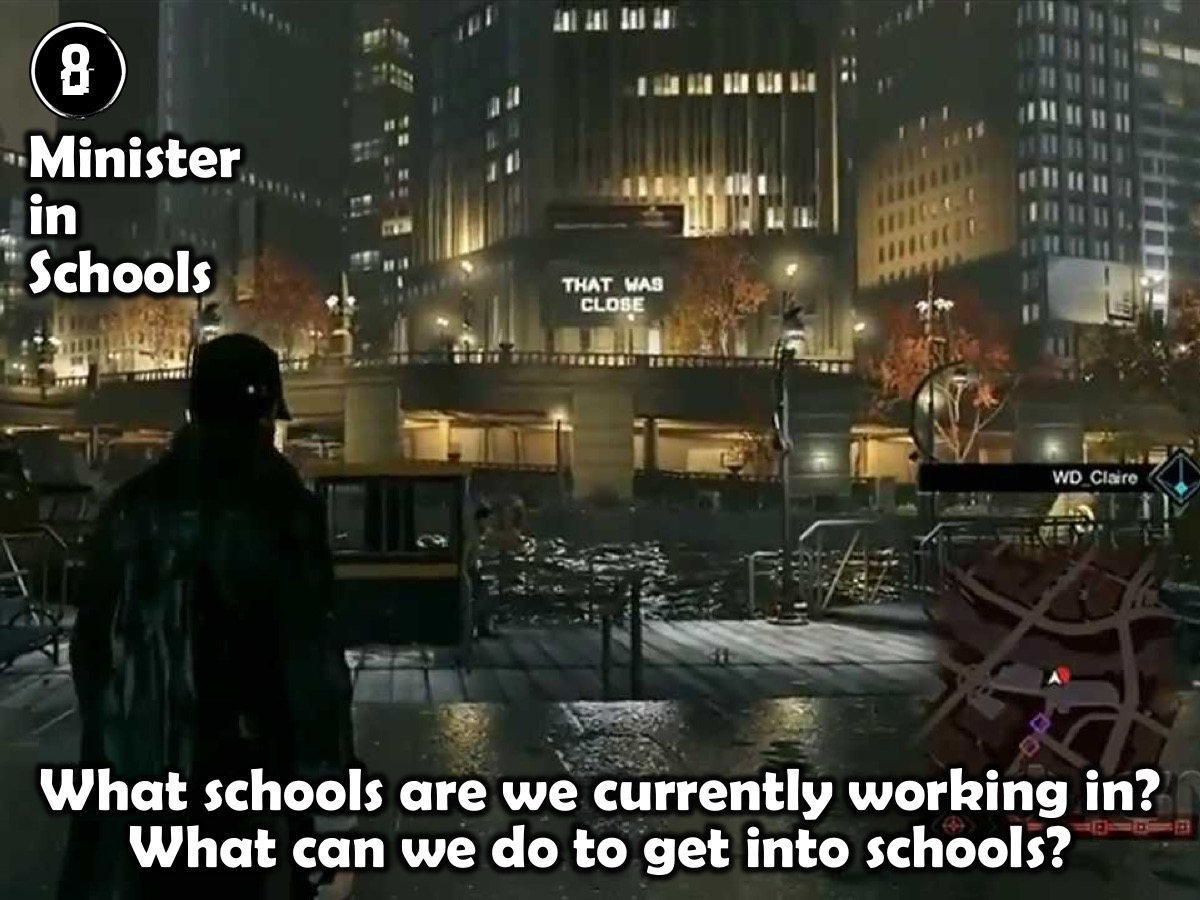 8
Minister
in
Schools
THAT WAS
CLOSE
WD_Claire
What schools are we currently working in?
What can we do to get into schools?